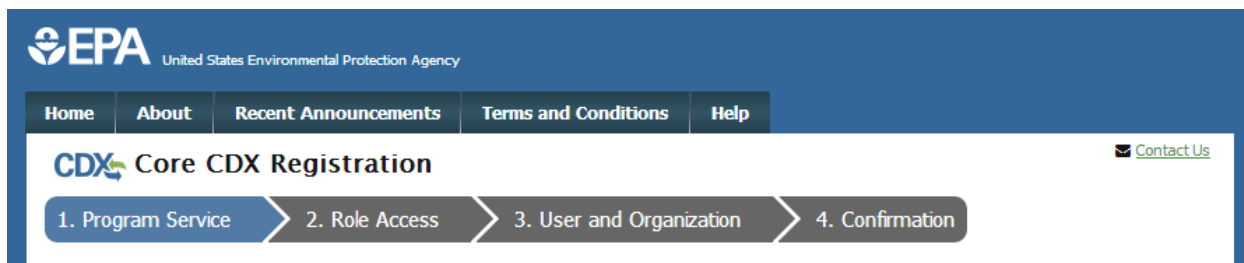 EPA United States Environmental Protection Agency
Home About Recent Announcements Terms and Conditions Help
Contact Us
CDX Core CDX Registration
1. Program Service 2. Role Access 3. User and Organization 4. Confirmation